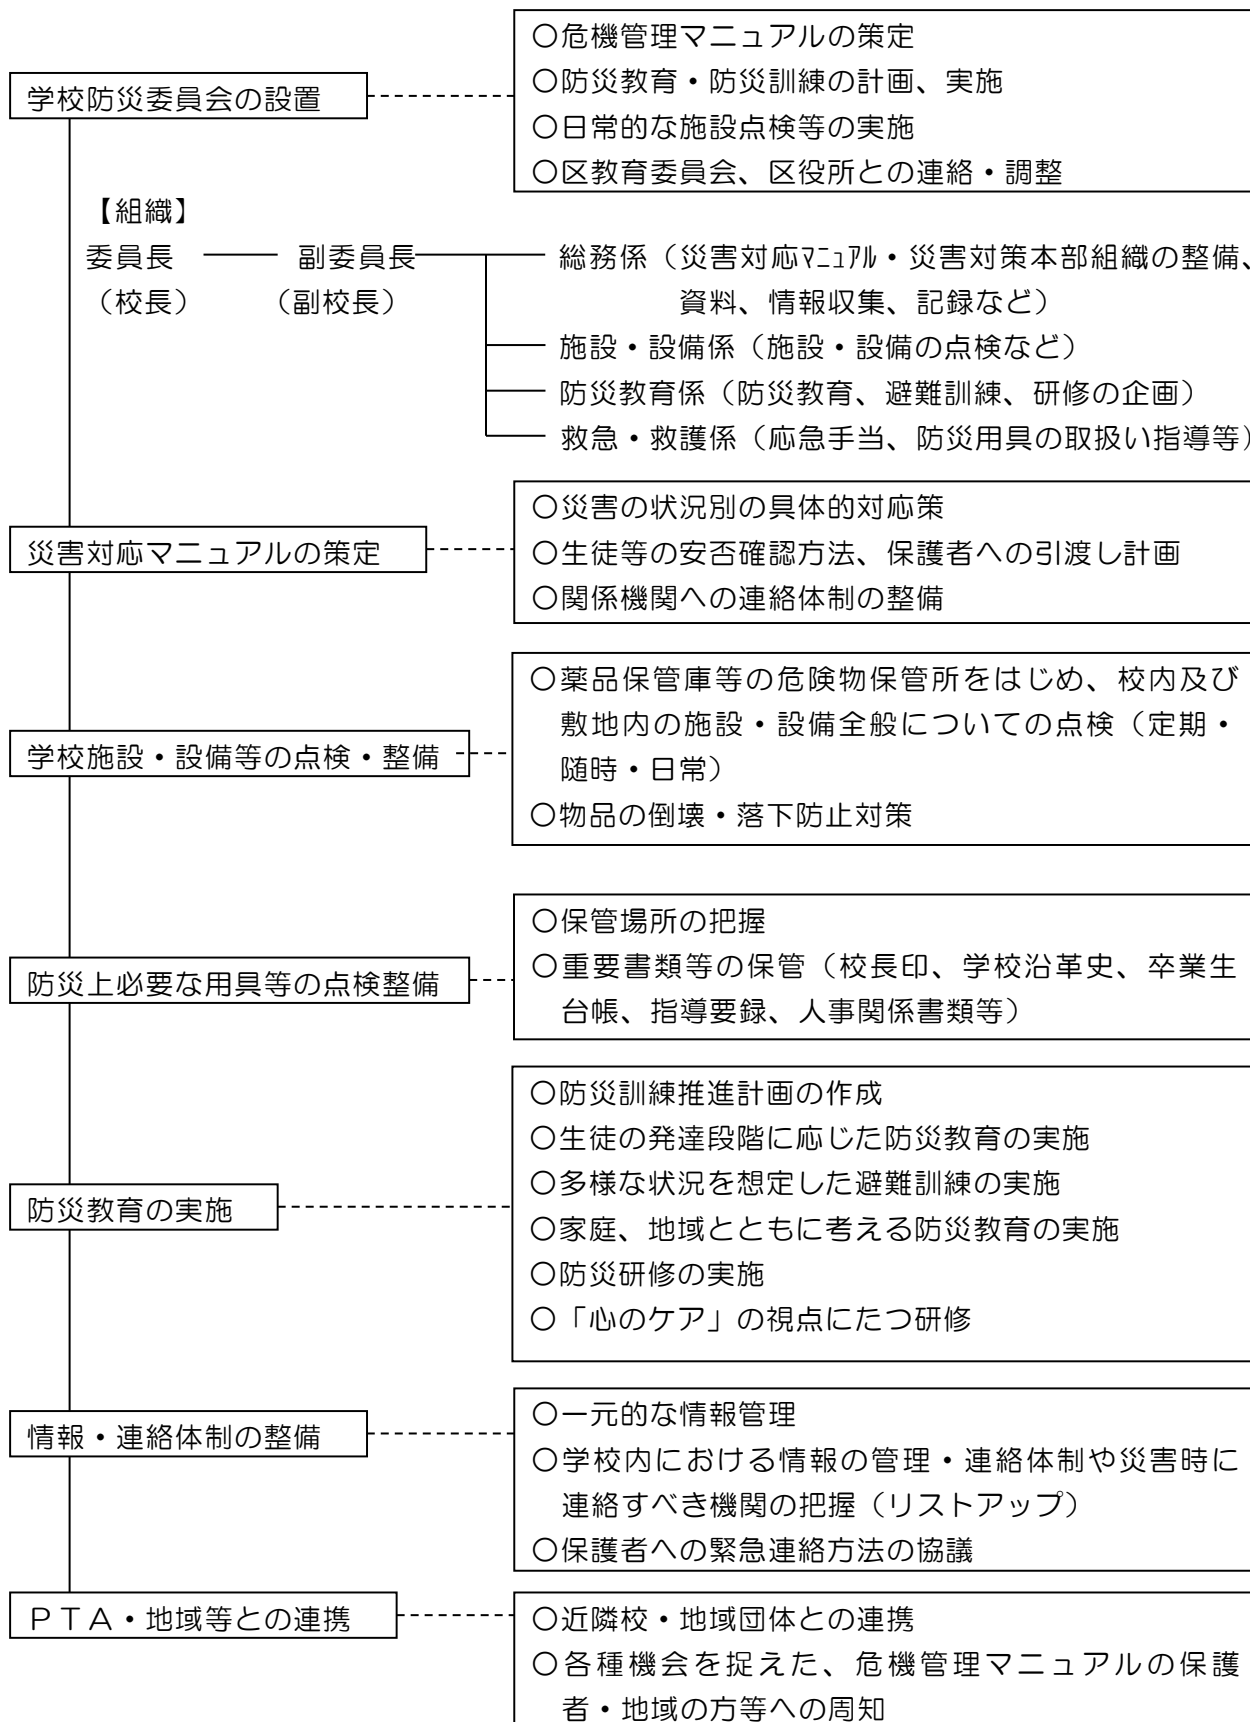 学校防災委員会の設置
〇危機管理マニュアルの策定
〇防災教育・防災訓練の計画、実施
〇日常的な施設点検等の実施
〇区教育委員会、区役所との連絡・調整
【組織】
委員長 副委員長 総務係（災害対応ﾏﾆｭｱﾙ・災害対策本部組織の整備、
（校長） （副校長） 資料、情報収集、記録など）
施設・設備係（施設・設備の点検など）
防災教育係（防災教育、避難訓練、研修の企画）
救急・救護係（応急手当、防災用具の取扱い指導等）
災害対応マニュアルの策定
〇災害の状況別の具体的対応策
〇生徒等の安否確認方法、保護者への引渡し計画
〇関係機関への連絡体制の整備
学校施設・設備等の点検・整備
〇薬品保管庫等の危険物保管所をはじめ、校内及び
敷地内の施設・設備全般についての点検（定期・
随時・日常）
〇物品の倒壊・落下防止対策
防災上必要な用具等の点検整備
〇保管場所の把握
〇重要書類等の保管（校長印、学校沿革史、卒業生
台帳、指導要録、人事関係書類等）
防災教育の実施
〇防災訓練推進計画の作成
〇生徒の発達段階に応じた防災教育の実施
〇多様な状況を想定した避難訓練の実施
〇家庭、地域とともに考える防災教育の実施
〇防災研修の実施
〇「心のケア」の視点にたつ研修
情報・連絡体制の整備
〇一元的な情報管理
〇学校内における情報の管理・連絡体制や災害時に
連絡すべき機関の把握（リストアップ）
〇保護者への緊急連絡方法の協議
ＰＴＡ・地域等との連携
〇近隣校・地域団体との連携
〇各種機会を捉えた、危機管理マニュアルの保護
者・地域の方等への周知